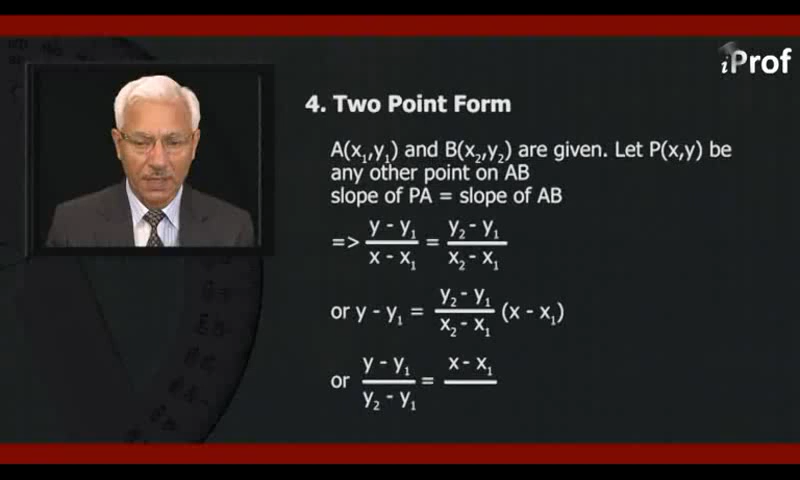 iProf
4. Two Point Form
A(x₁,y₁) and B(x₂,y₂) are given. Let P(x,y) be
any other point on AB
slope of PA = slope of AB
=> y - y₁ / x - x₁ = y₂ - y₁ / x₂ - x₁
or y - y₁ = y₂ - y₁ / x₂ - x₁ (x - x₁)
or y - y₁ / y₂ - y₁ = x - x₁ /